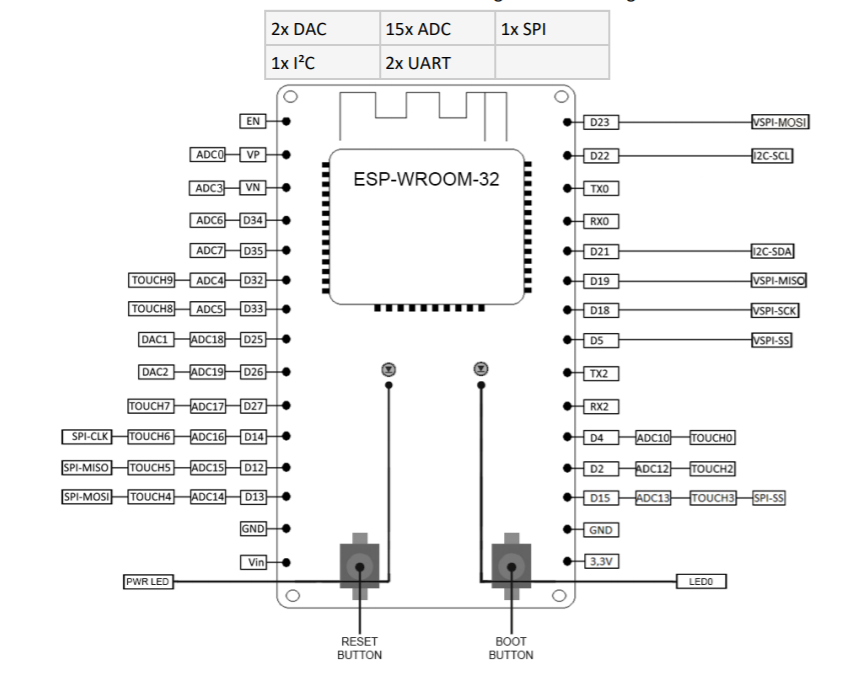 2x DAC 15x ADC 1x SPI
1x I²C 2x UART
EN D23 VSPI-MOSI
ADC0 VP D22 I2C-SCL
ESP-WROOM-32
ADC3 VN TX0
ADC6 D34 RX0
ADC7 D35 D21 I2C-SDA
TOUCH9 ADC4 D32 D19 VSPI-MISO
TOUCH8 ADC5 D33 D18 VSPI-SCK
DAC1 ADC18 D25 D5 VSPI-SS
DAC2 ADC19 D26 TX2
TOUCH7 ADC17 D27 RX2
SPI-CLK TOUCH6 ADC16 D14 D4 ADC10 TOUCH0
SPI-MISO TOUCH5 ADC15 D12 D2 ADC12 TOUCH2
SPI-MOSI TOUCH4 ADC14 D13 D15 ADC13 TOUCH3 SPI-SS
GND GND
Vin 3,3V
PWR LED LED0
RESET BUTTON
BOOT BUTTON